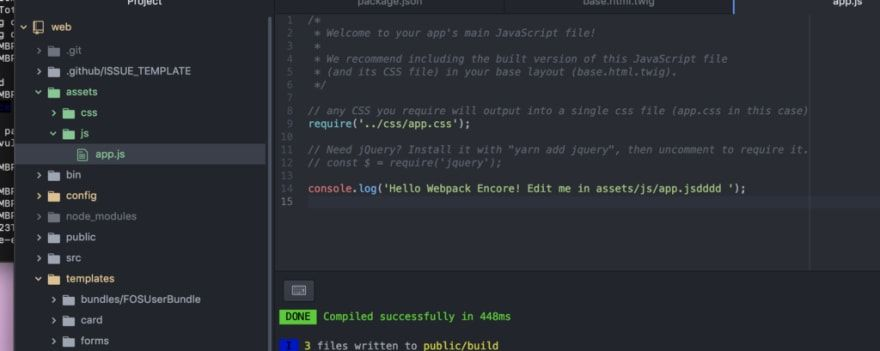 Project
package.json
base.html.twig
app.js
web
.git
.github/ISSUE_TEMPLATE
assets
css
js
app.js
bin
config
node_modules
public
src
templates
bundles/FOSUserBundle
card
forms
1 /*
2 * Welcome to your app's main JavaScript file!
3 *
4 * We recommend including the built version of this JavaScript file
5 * (and its CSS file) in your base layout (base.html.twig).
6 */
7
8 // any CSS you require will output into a single css file (app.css in this case)
9 require('../css/app.css');
10
11 // Need jQuery? Install it with "yarn add jquery", then uncomment to require it.
12 // const $ = require('jquery');
13
14 console.log('Hello Webpack Encore! Edit me in assets/js/app.jsdddd ');
15
DONE Compiled successfully in 448ms
I 3 files written to public/build